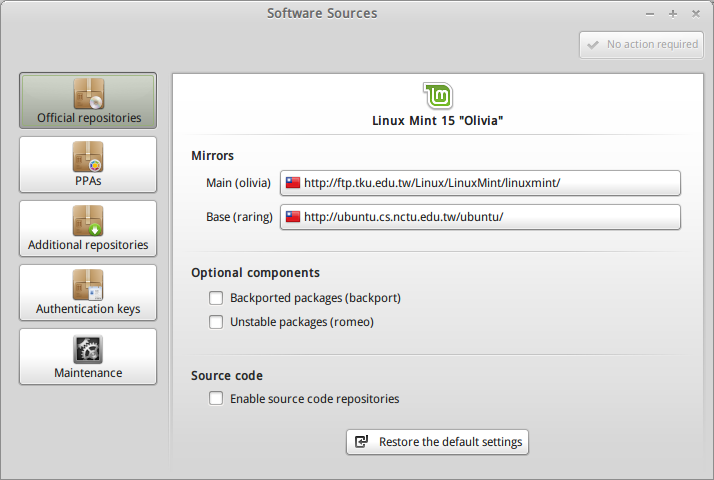 Software Sources
No action required
Official repositories
PPAs
Additional repositories
Authentication keys
Maintenance
Linux Mint 15 "Olivia"
Mirrors
Main (olivia) http://ftp.tku.edu.tw/Linux/LinuxMint/linuxmint/
Base (raring) http://ubuntu.cs.nctu.edu.tw/ubuntu/
Optional components
Backported packages (backport)
Unstable packages (romeo)
Source code
Enable source code repositories
Restore the default settings